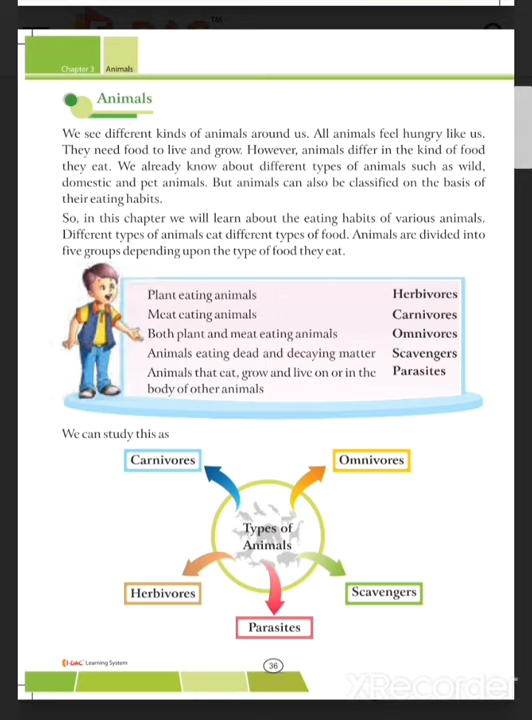 TM
Chapter 3 Animals
Animals
We see different kinds of animals around us. All animals feel hungry like us.
They need food to live and grow. However, animals differ in the kind of food
they eat. We already know about different types of animals such as wild,
domestic and pet animals. But animals can also be classified on the basis of
their eating habits.
So, in this chapter we will learn about the eating habits of various animals.
Different types of animals eat different types of food. Animals are divided into
five groups depending upon the type of food they eat.
Plant eating animals Herbivores
Meat eating animals Carnivores
Both plant and meat eating animals Omnivores
Animals eating dead and decaying matter Scavengers
Animals that eat, grow and live on or in the Parasites
body of other animals
We can study this as
Carnivores Omnivores
Types of
Animals
Herbivores Scavengers
Parasites
Learning System
36
XRecorder